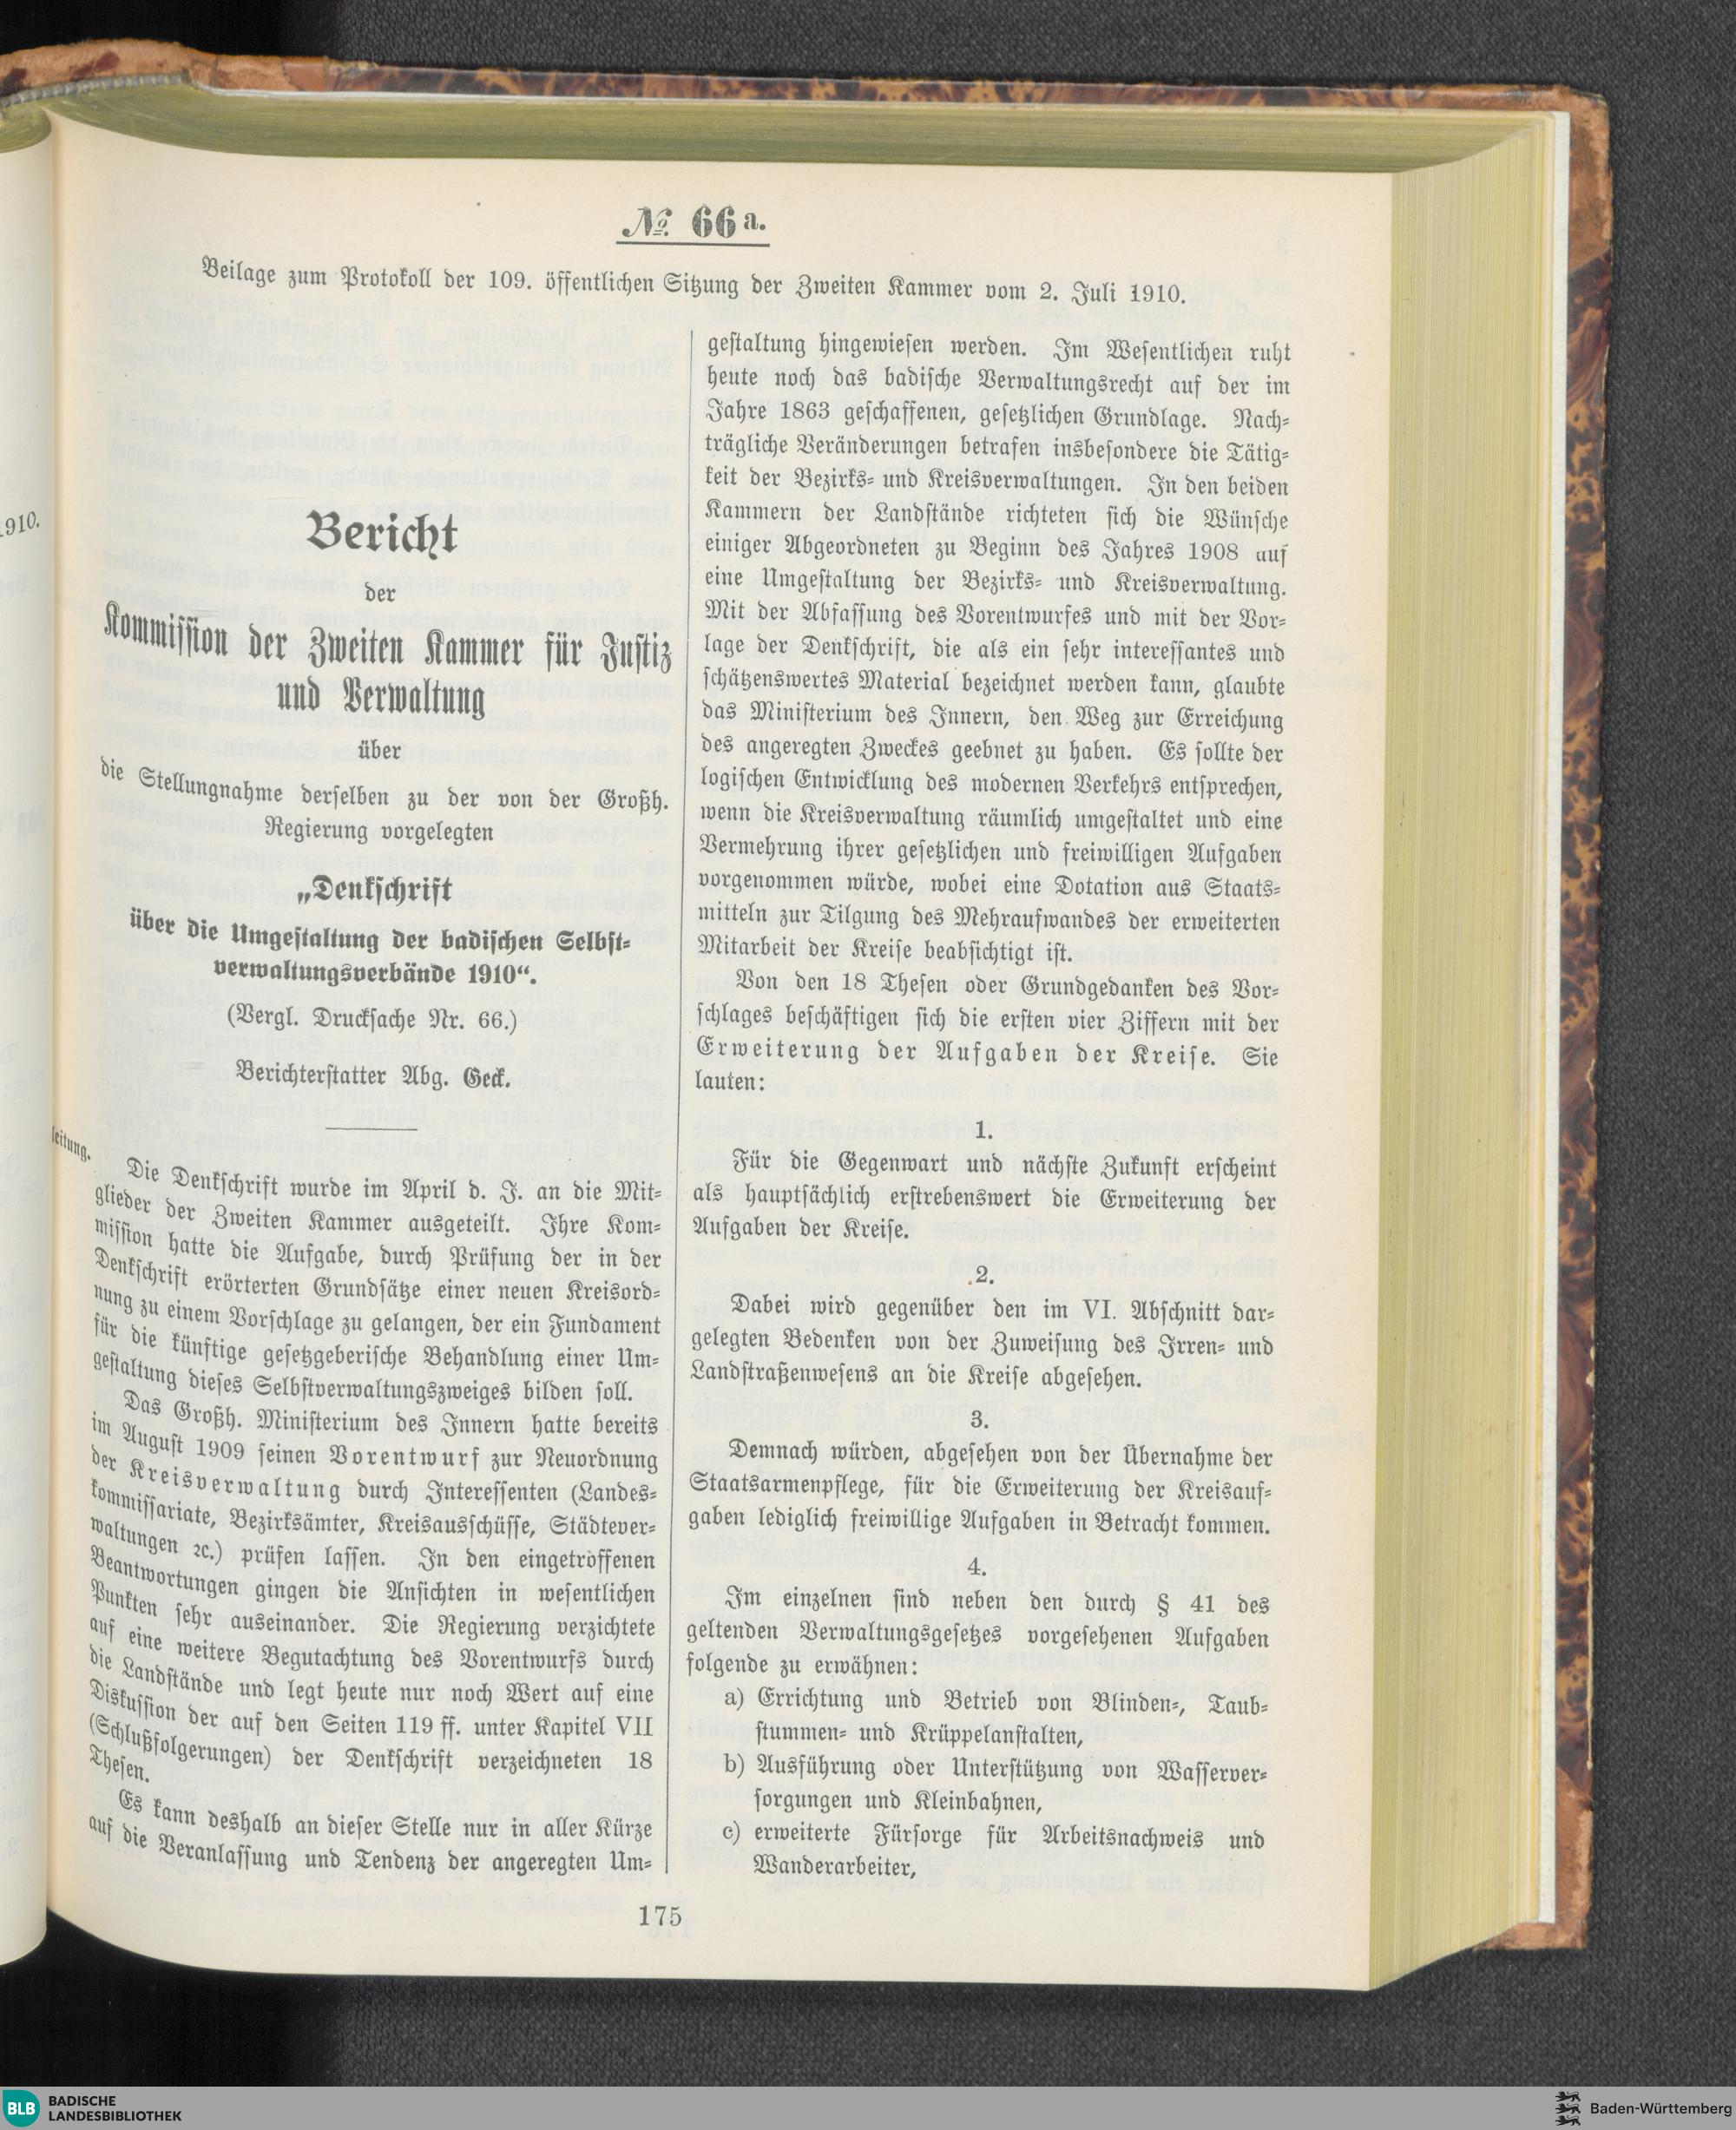 № 66 a.
Beilage zum Protokoll der 109. öffentlichen Sitzung der Zweiten Kammer vom 2. Juli 1910.
1910.
Bericht
der
Kommission der Zweiten Kammer für Justiz
und Verwaltung
über
die Stellungnahme derselben zu der von der Großh.
Regierung vorgelegten
„Denkschrift
über die Umgestaltung der badischen Selbst-
verwaltungsverbände 1910“.
(Vergl. Drucksache Nr. 66.)
Berichterstatter Abg. Geck.
leitung.
Die Denkschrift wurde im April d. J. an die Mit-
glieder der Zweiten Kammer ausgeteilt. Ihre Kom-
mission hatte die Aufgabe, durch Prüfung der in der
Denkschrift erörterten Grundsätze einer neuen Kreisord-
nung zu einem Vorschlage zu gelangen, der ein Fundament
für die künftige gesetzgeberische Behandlung einer Um-
gestaltung dieses Selbstverwaltungszweiges bilden soll.
Das Großh. Ministerium des Innern hatte bereits
im August 1909 seinen Vorentwurf zur Neuordnung
der Kreisverwaltung durch Interessenten (Landes-
kommissariate, Bezirksämter, Kreisausschüsse, Städtever-
waltungen ꝛc.) prüfen lassen. In den eingetroffenen
Beantwortungen gingen die Ansichten in wesentlichen
Punkten sehr auseinander. Die Regierung verzichtete
auf eine weitere Begutachtung des Vorentwurfs durch
die Landstände und legt heute nur noch Wert auf eine
Diskussion der auf den Seiten 119 ff. unter Kapitel VII
(Schlußfolgerungen) der Denkschrift verzeichneten 18
Thesen.
Es kann deshalb an dieser Stelle nur in aller Kürze
auf die Veranlassung und Tendenz der angeregten Um-
gestaltung hingewiesen werden. Im Wesentlichen ruht
heute noch das badische Verwaltungsrecht auf der im
Jahre 1863 geschaffenen, gesetzlichen Grundlage. Nach-
trägliche Veränderungen betrafen insbesondere die Tätig-
keit der Bezirks- und Kreisverwaltungen. In den beiden
Kammern der Landstände richteten sich die Wünsche
einiger Abgeordneten zu Beginn des Jahres 1908 auf
eine Umgestaltung der Bezirks- und Kreisverwaltung.
Mit der Abfassung des Vorentwurfes und mit der Vor-
lage der Denkschrift, die als ein sehr interessantes und
schätzenswertes Material bezeichnet werden kann, glaubte
das Ministerium des Innern, den Weg zur Erreichung
des angeregten Zweckes geebnet zu haben. Es sollte der
logischen Entwicklung des modernen Verkehrs entsprechen,
wenn die Kreisverwaltung räumlich umgestaltet und eine
Vermehrung ihrer gesetzlichen und freiwilligen Aufgaben
vorgenommen würde, wobei eine Dotation aus Staats-
mitteln zur Tilgung des Mehraufwandes der erweiterten
Mitarbeit der Kreise beabsichtigt ist.
Von den 18 Thesen oder Grundgedanken des Vor-
schlages beschäftigen sich die ersten vier Ziffern mit der
Erweiterung der Aufgaben der Kreise. Sie
lauten:
1.
Für die Gegenwart und nächste Zukunft erscheint
als hauptsächlich erstrebenswert die Erweiterung der
Aufgaben der Kreise.
2.
Dabei wird gegenüber den im VI. Abschnitt dar-
gelegten Bedenken von der Zuweisung des Irren- und
Landstraßenwesens an die Kreise abgesehen.
3.
Demnach würden, abgesehen von der Übernahme der
Staatsarmenpflege, für die Erweiterung der Kreisauf-
gaben lediglich freiwillige Aufgaben in Betracht kommen.
4.
Im einzelnen sind neben den durch § 41 des
geltenden Verwaltungsgesetzes vorgesehenen Aufgaben
folgende zu erwähnen:
a) Errichtung und Betrieb von Blinden-, Taub-
stummen- und Krüppelanstalten,
b) Ausführung oder Unterstützung von Wasserver-
sorgungen und Kleinbahnen,
c) erweiterte Fürsorge für Arbeitsnachweis und
Wanderarbeiter,
175
BLB BADISCHE
LANDESBIBLIOTHEK
Baden-Württemberg